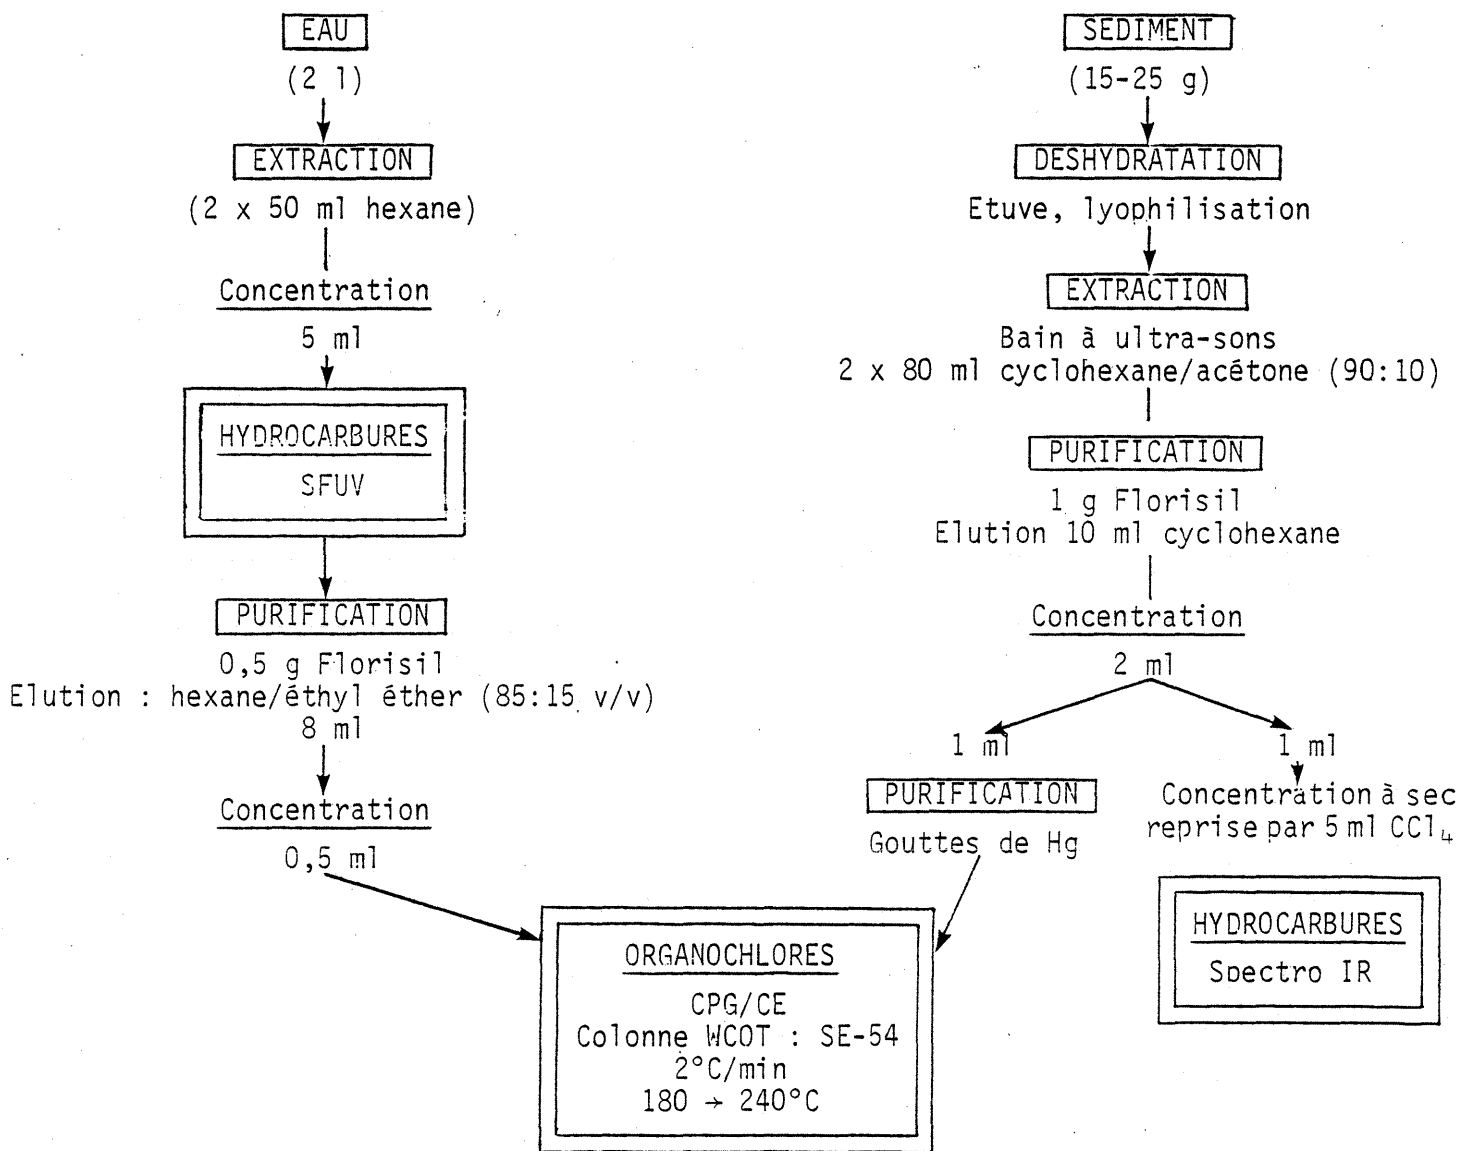 EAU
(2 l)
EXTRACTION
(2 x 50 ml hexane)
Concentration
5 ml
HYDROCARBURES
SFUV
PURIFICATION
0,5 g Florisil
Elution : hexane/éthyl éther (85:15 v/v)
8 ml
Concentration
0,5 ml
SEDIMENT
(15-25 g)
DESHYDRATATION
Etuve, lyophilisation
EXTRACTION
Bain à ultra-sons
2 x 80 ml cyclohexane/acétone (90:10)
PURIFICATION
1 g Florisil
Elution 10 ml cyclohexane
Concentration
2 ml
1 ml
PURIFICATION
Gouttes de Hg
1 ml
Concentration à sec
reprise par 5 ml CCl₄
HYDROCARBURES
Spectro IR
ORGANOCHLORES
CPG/CE
Colonne WCOT : SE-54
2°C/min
180 → 240°C